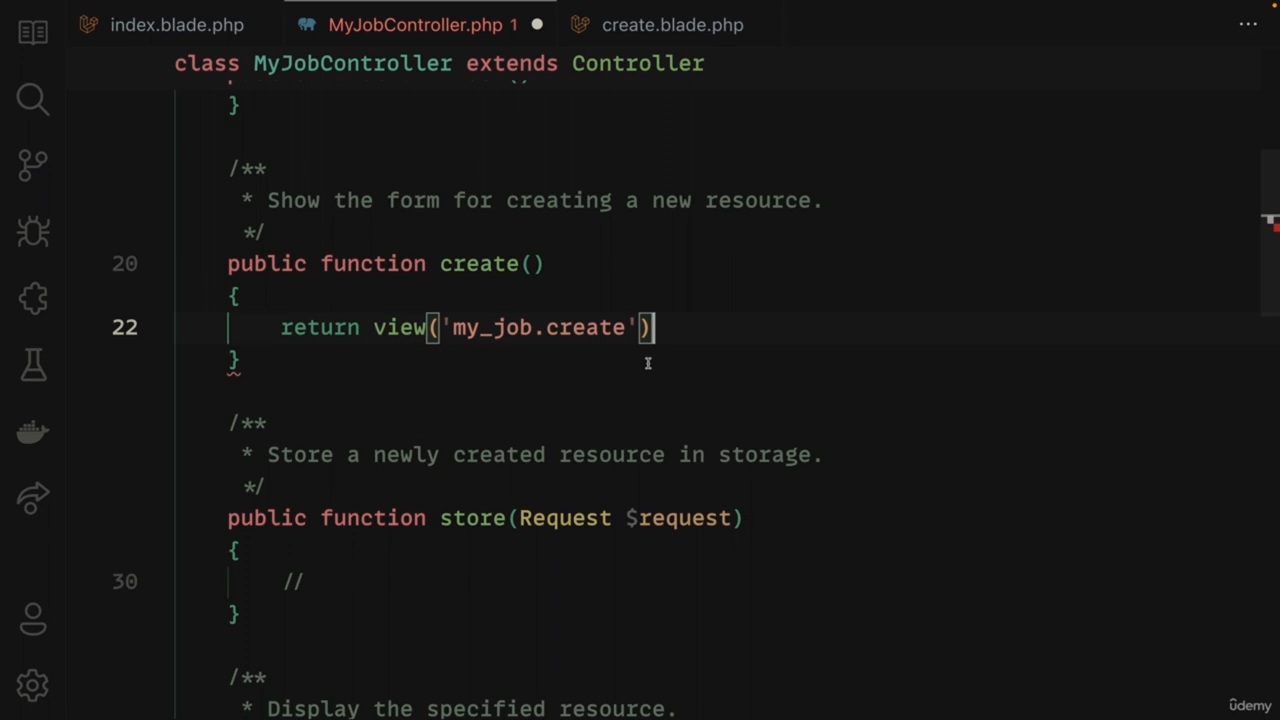 index.blade.php MyJobController.php 1 create.blade.php ...
class MyJobController extends Controller
}
/**
* Show the form for creating a new resource.
*/
20 public function create()
{
22 return view('my_job.create')
}
/**
* Store a newly created resource in storage.
*/
public function store(Request $request)
{
30 //
}
/**
* Display the specified resource.
ûdemy